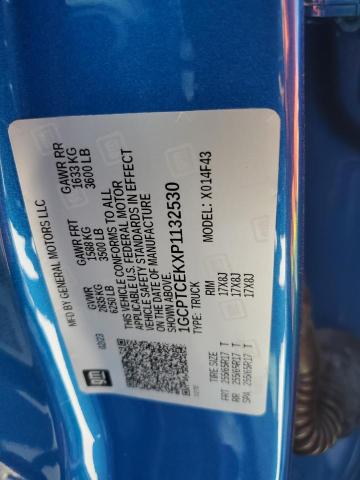 MFD BY GENERAL MOTORS LLC
gm
02/23
GVWR
2835 KG
6250 LB
GAWR FRT
1588 KG
3500 LB
GAWR RR
1633 KG
3600 LB
THIS VEHICLE CONFORMS TO ALL
APPLICABLE U.S. FEDERAL MOTOR
VEHICLE SAFETY STANDARDS IN EFFECT
ON THE DATE OF MANUFACTURE
1GCPTCEKXP1132530
TYPE: TRUCK
MODEL: X014F43
TIRE SIZE
RIM
FRT 255/65R17 T 17X8J
RR 255/65R17 T 17X8J
SPA 255/65R17 T 17X8J